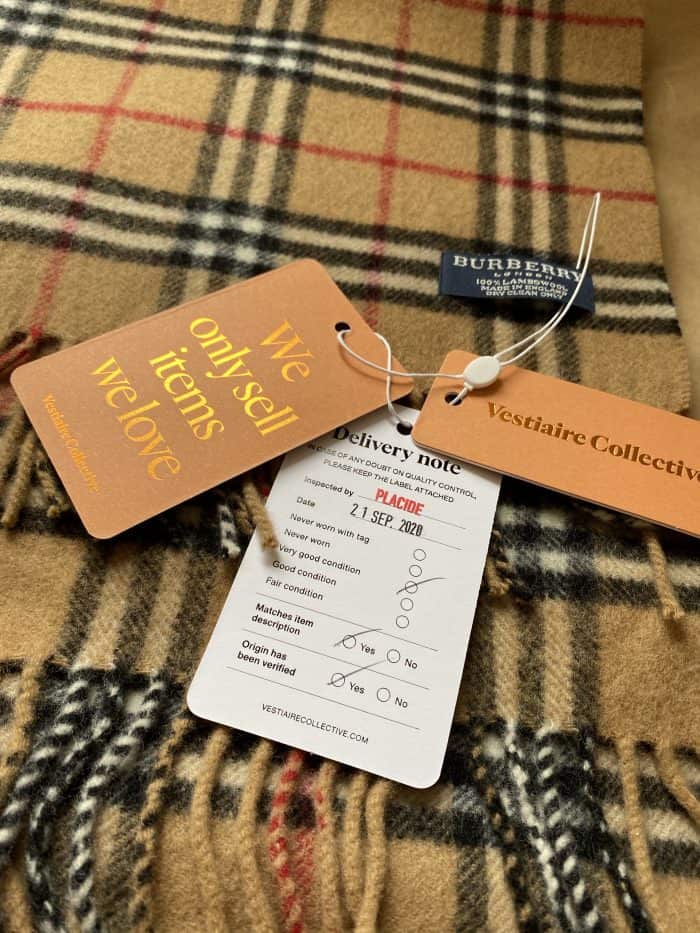 BURBERRY
LONDON
100% LAMBSWOOL
MADE IN ENGLAND
DRY CLEAN ONLY
We
only sell
items
we love
Vestiaire Collective
Vestiaire Collective
Delivery note
IN CASE OF ANY DOUBT ON QUALITY CONTROL,
PLEASE KEEP THE LABEL ATTACHED
Inspected by PLACIDE
Date 21 SEP. 2020
Never worn with tag
Never worn
Very good condition
Good condition
Fair condition
Matches item
description Yes No
Origin has
been verified Yes No
VESTIAIRECOLLECTIVE.COM